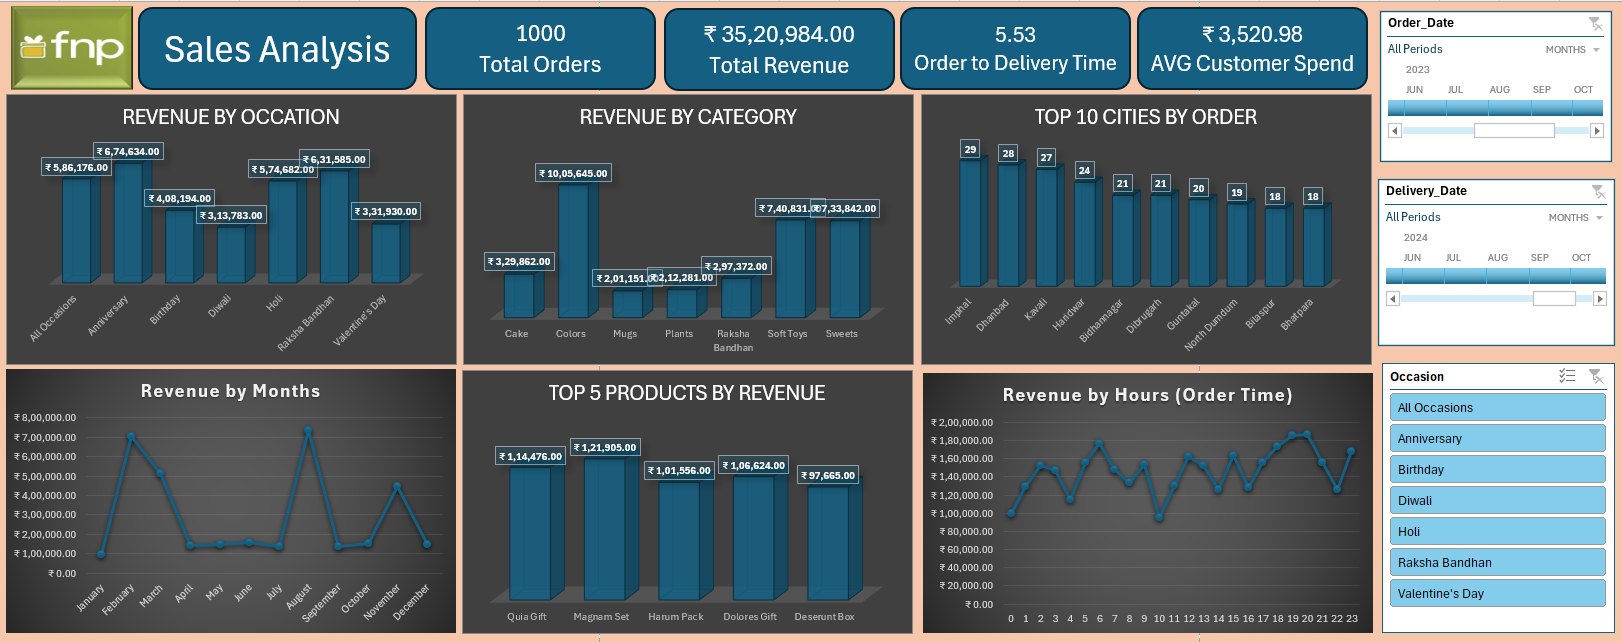 fnp
Sales Analysis
1000
Total Orders
₹ 35,20,984.00
Total Revenue
5.53
Order to Delivery Time
₹ 3,520.98
AVG Customer Spend
REVENUE BY OCCATION
₹ 5,86,176.00
₹ 6,74,634.00
₹ 4,08,194.00
₹ 3,13,783.00
₹ 5,74,682.00
₹ 6,31,585.00
₹ 3,31,930.00
All Occasions
Anniversary
Birthday
Diwali
Holi
Raksha Bandhan
Valentine's Day
REVENUE BY CATEGORY
₹ 3,29,862.00
₹ 10,05,645.00
₹ 2,01,151.00
₹ 2,12,281.00
₹ 2,97,372.00
₹ 7,40,831.00
₹ 7,33,842.00
Cake
Colors
Mugs
Plants
Raksha
Bandhan
Soft Toys
Sweets
TOP 10 CITIES BY ORDER
29
28
27
24
21
21
20
19
18
18
Imphal
Dhanbad
Kavali
Haridwar
Bidhannagar
Dibrugarh
Guntakal
North Dumdum
Bilaspur
Bhatpara
Revenue by Months
₹ 8,00,000.00
₹ 7,00,000.00
₹ 6,00,000.00
₹ 5,00,000.00
₹ 4,00,000.00
₹ 3,00,000.00
₹ 2,00,000.00
₹ 1,00,000.00
₹ 0.00
January
February
March
April
May
June
July
August
September
October
November
December
TOP 5 PRODUCTS BY REVENUE
₹ 1,14,476.00
₹ 1,21,905.00
₹ 1,01,556.00
₹ 1,06,624.00
₹ 97,665.00
Quia Gift
Magnam Set
Harum Pack
Dolores Gift
Deserunt Box
Revenue by Hours (Order Time)
₹ 2,00,000.00
₹ 1,80,000.00
₹ 1,60,000.00
₹ 1,40,000.00
₹ 1,20,000.00
₹ 1,00,000.00
₹ 80,000.00
₹ 60,000.00
₹ 40,000.00
₹ 20,000.00
₹ 0.00
0 1 2 3 4 5 6 7 8 9 10 11 12 13 14 15 16 17 18 19 20 21 22 23
Order_Date
All Periods MONTHS
2023
JUN JUL AUG SEP OCT
Delivery_Date
All Periods MONTHS
2024
JUN JUL AUG SEP OCT
Occasion
All Occasions
Anniversary
Birthday
Diwali
Holi
Raksha Bandhan
Valentine's Day